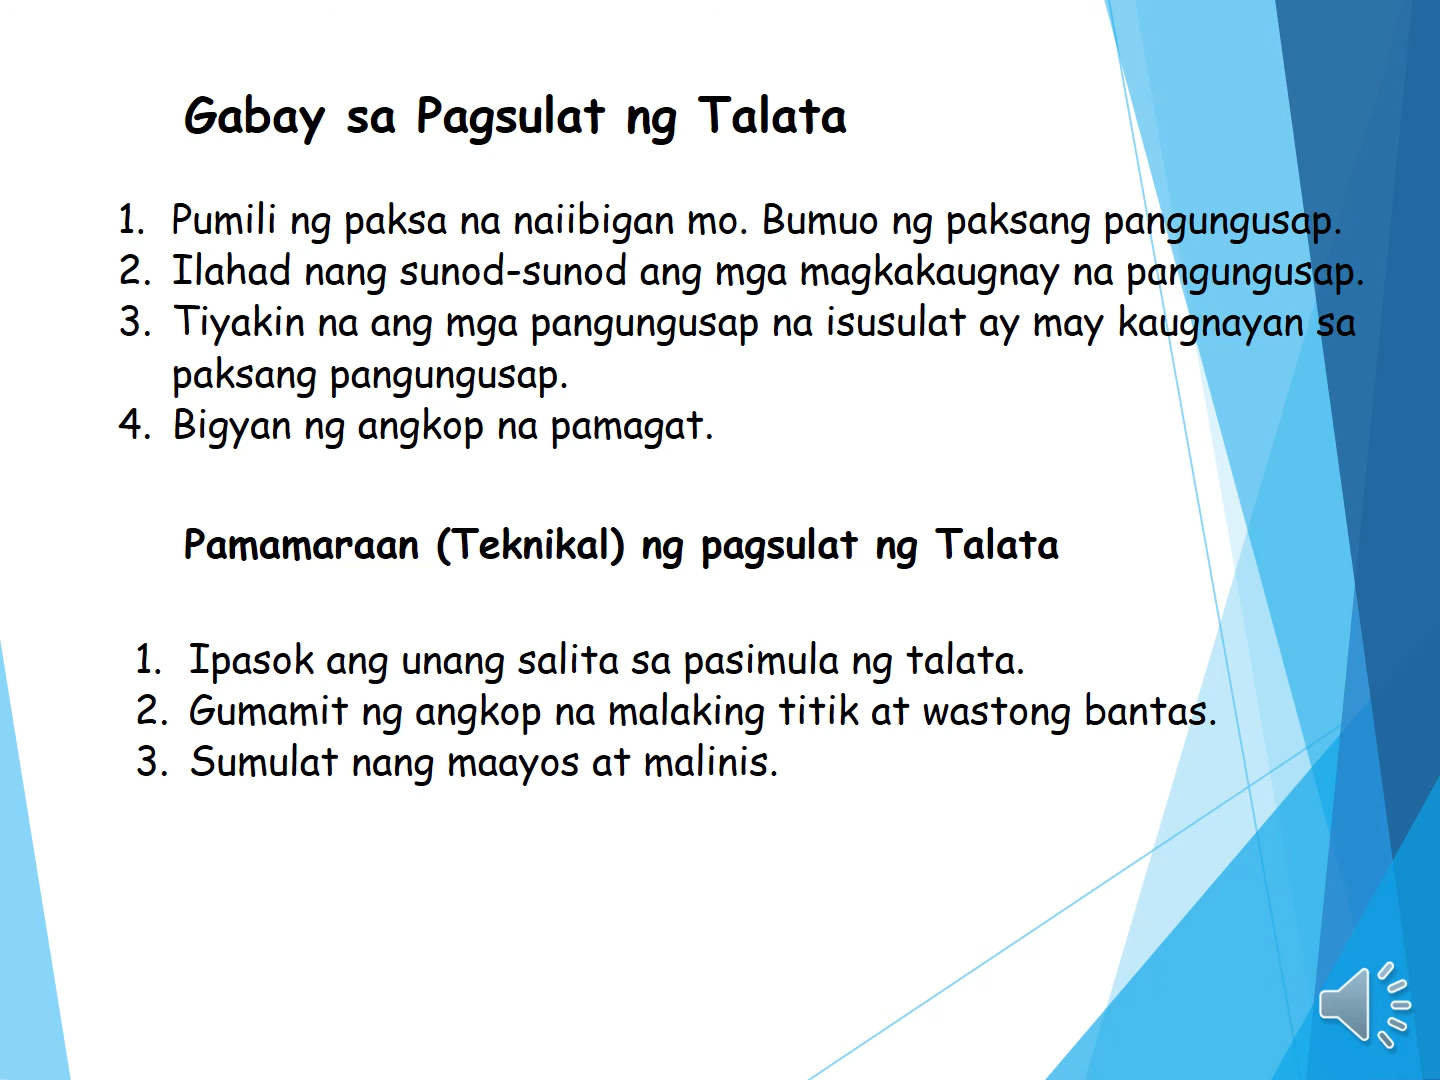 Gabay sa Pagsulat ng Talata
1. Pumili ng paksa na naiibigan mo. Bumuo ng paksang pangungusap.
2. Ilahad nang sunod-sunod ang mga magkakaugnay na pangungusap.
3. Tiyakin na ang mga pangungusap na isusulat ay may kaugnayan sa
paksang pangungusap.
4. Bigyan ng angkop na pamagat.
Pamamaraan (Teknikal) ng pagsulat ng Talata
1. Ipasok ang unang salita sa pasimula ng talata.
2. Gumamit ng angkop na malaking titik at wastong bantas.
3. Sumulat nang maayos at malinis.